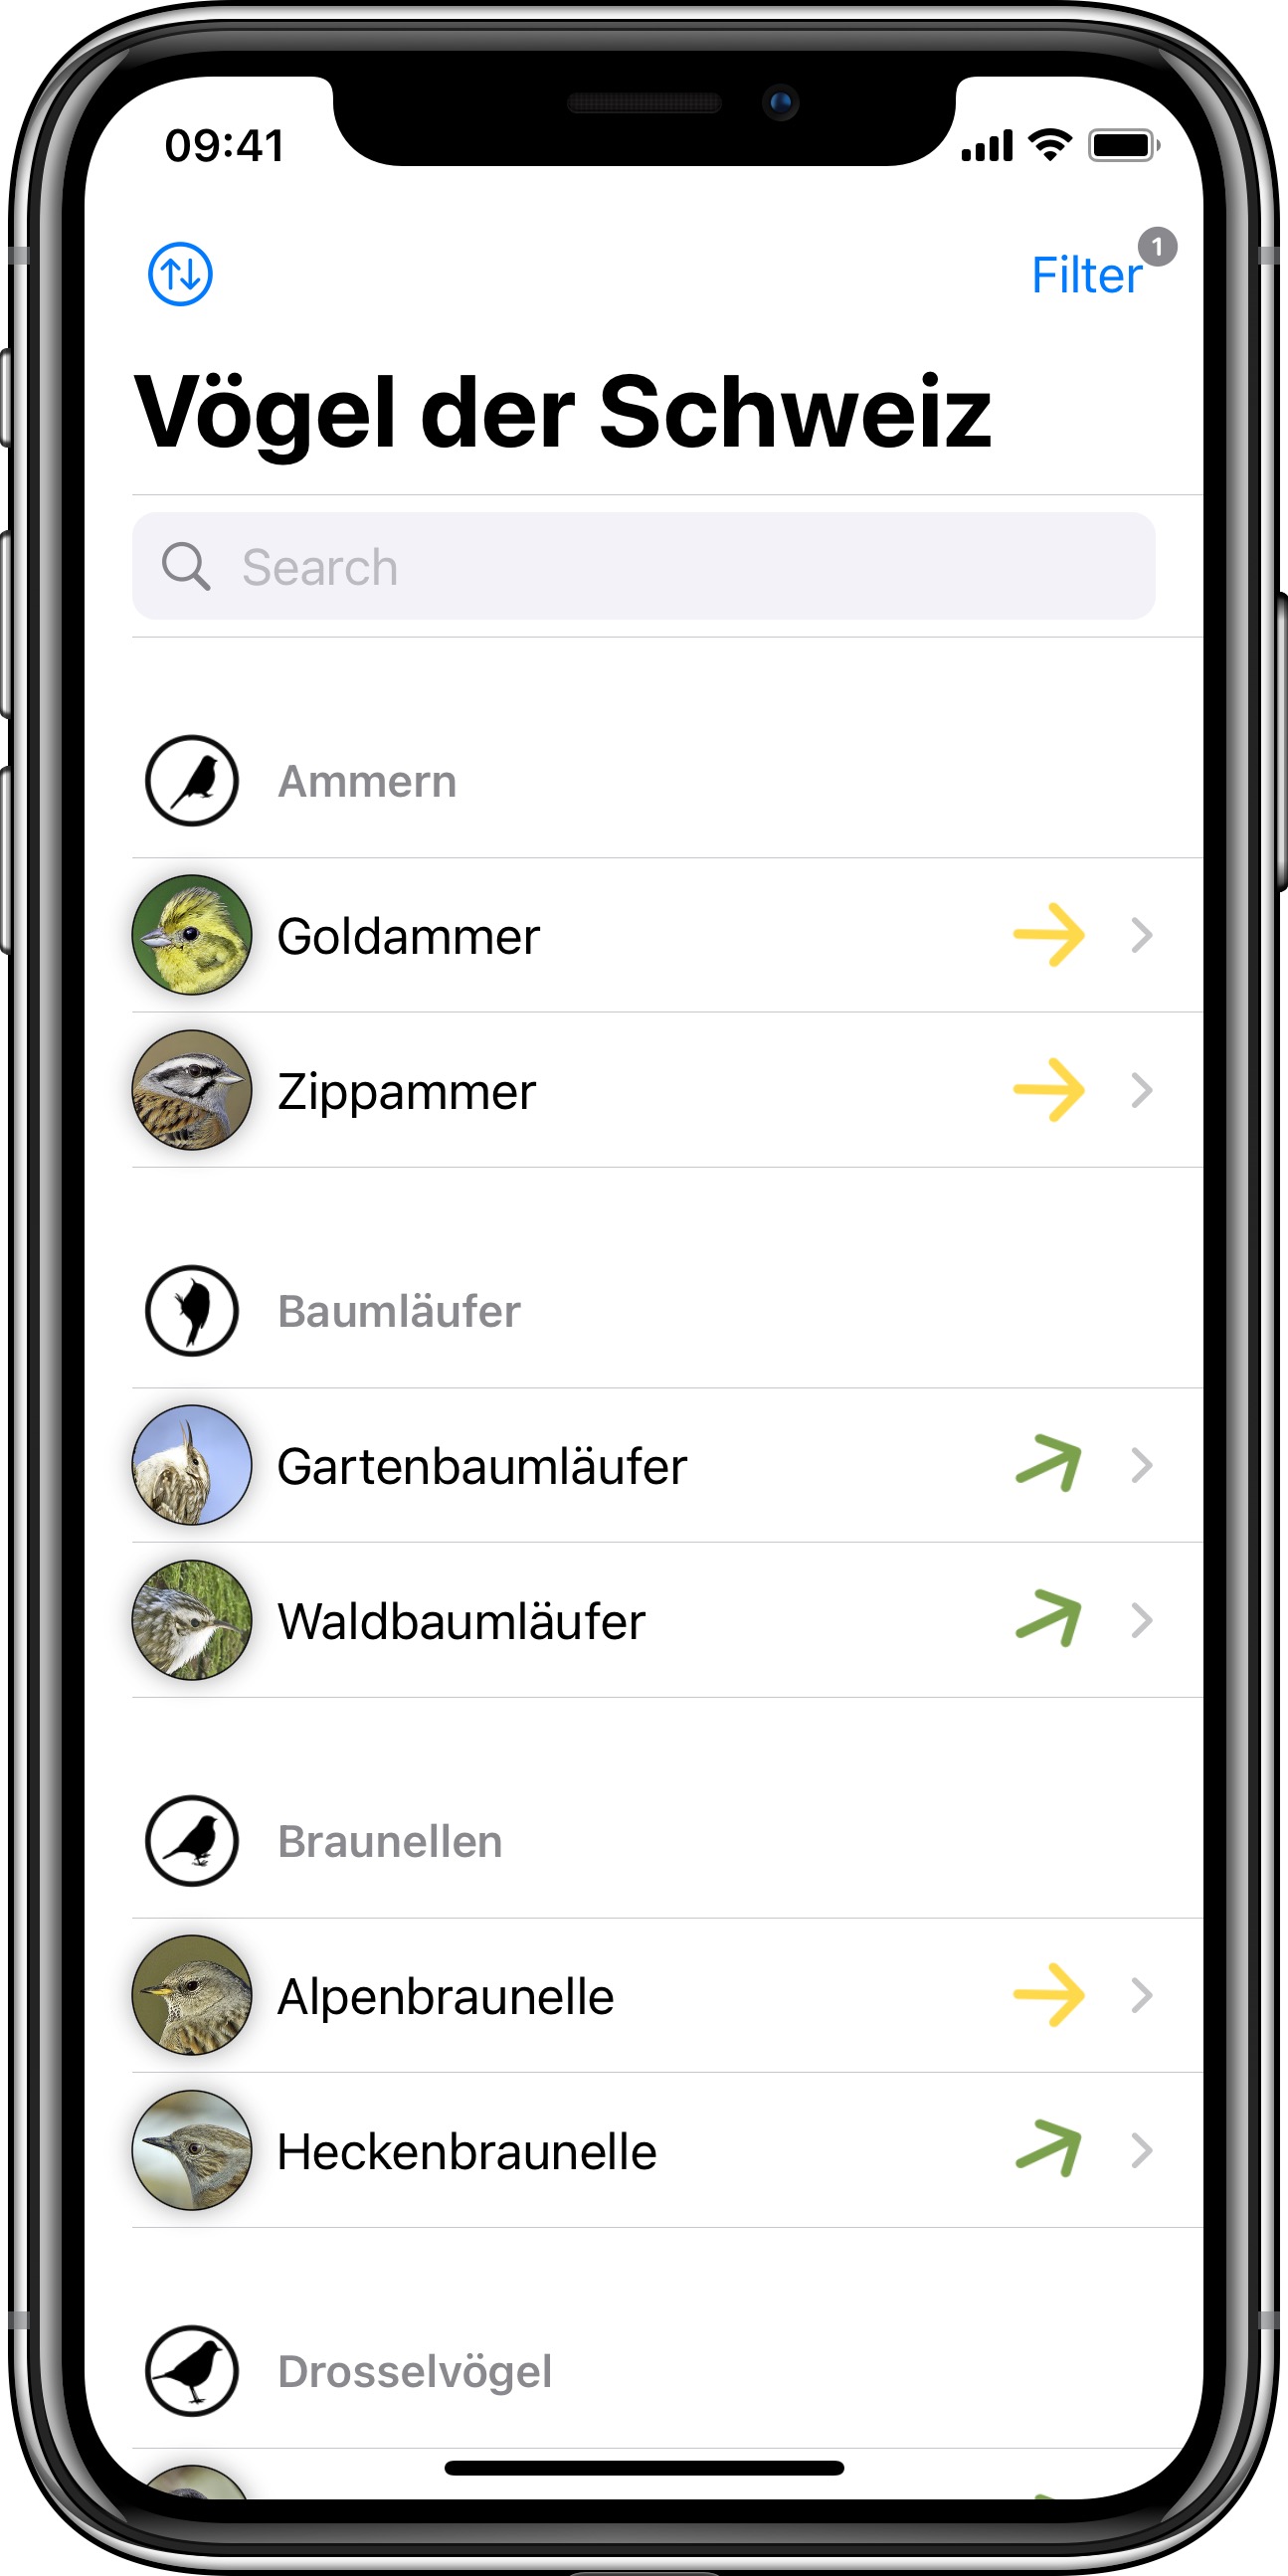 09:41
Filter
1
Vögel der Schweiz
Search
Ammern
Goldammer
Zippammer
Baumläufer
Gartenbaumläufer
Waldbaumläufer
Braunellen
Alpenbraunelle
Heckenbraunelle
Drosselvögel